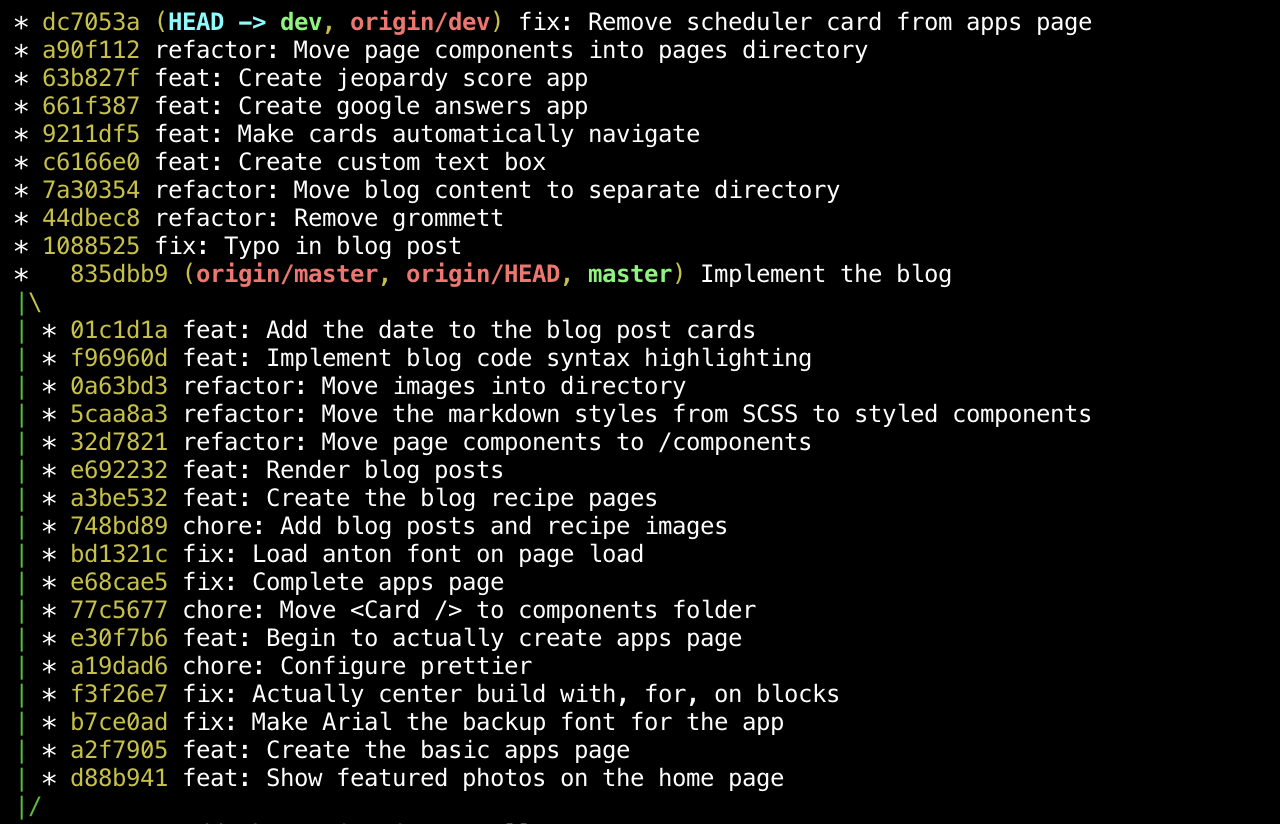 * dc7053a (HEAD -> dev, origin/dev) fix: Remove scheduler card from apps page
* a90f112 refactor: Move page components into pages directory
* 63b827f feat: Create jeopardy score app
* 661f387 feat: Create google answers app
* 9211df5 feat: Make cards automatically navigate
* c6166e0 feat: Create custom text box
* 7a30354 refactor: Move blog content to separate directory
* 44dbec8 refactor: Remove grommett
* 1088525 fix: Typo in blog post
*   835dbb9 (origin/master, origin/HEAD, master) Implement the blog
|\
| * 01c1d1a feat: Add the date to the blog post cards
| * f96960d feat: Implement blog code syntax highlighting
| * 0a63bd3 refactor: Move images into directory
| * 5caa8a3 refactor: Move the markdown styles from SCSS to styled components
| * 32d7821 refactor: Move page components to /components
| * e692232 feat: Render blog posts
| * a3be532 feat: Create the blog recipe pages
| * 748bd89 chore: Add blog posts and recipe images
| * bd1321c fix: Load anton font on page load
| * e68cae5 fix: Complete apps page
| * 77c5677 chore: Move <Card /> to components folder
| * e30f7b6 feat: Begin to actually create apps page
| * a19dad6 chore: Configure prettier
| * f3f26e7 fix: Actually center build with, for, on blocks
| * b7ce0ad fix: Make Arial the backup font for the app
| * a2f7905 feat: Create the basic apps page
| * d88b941 feat: Show featured photos on the home page
|/